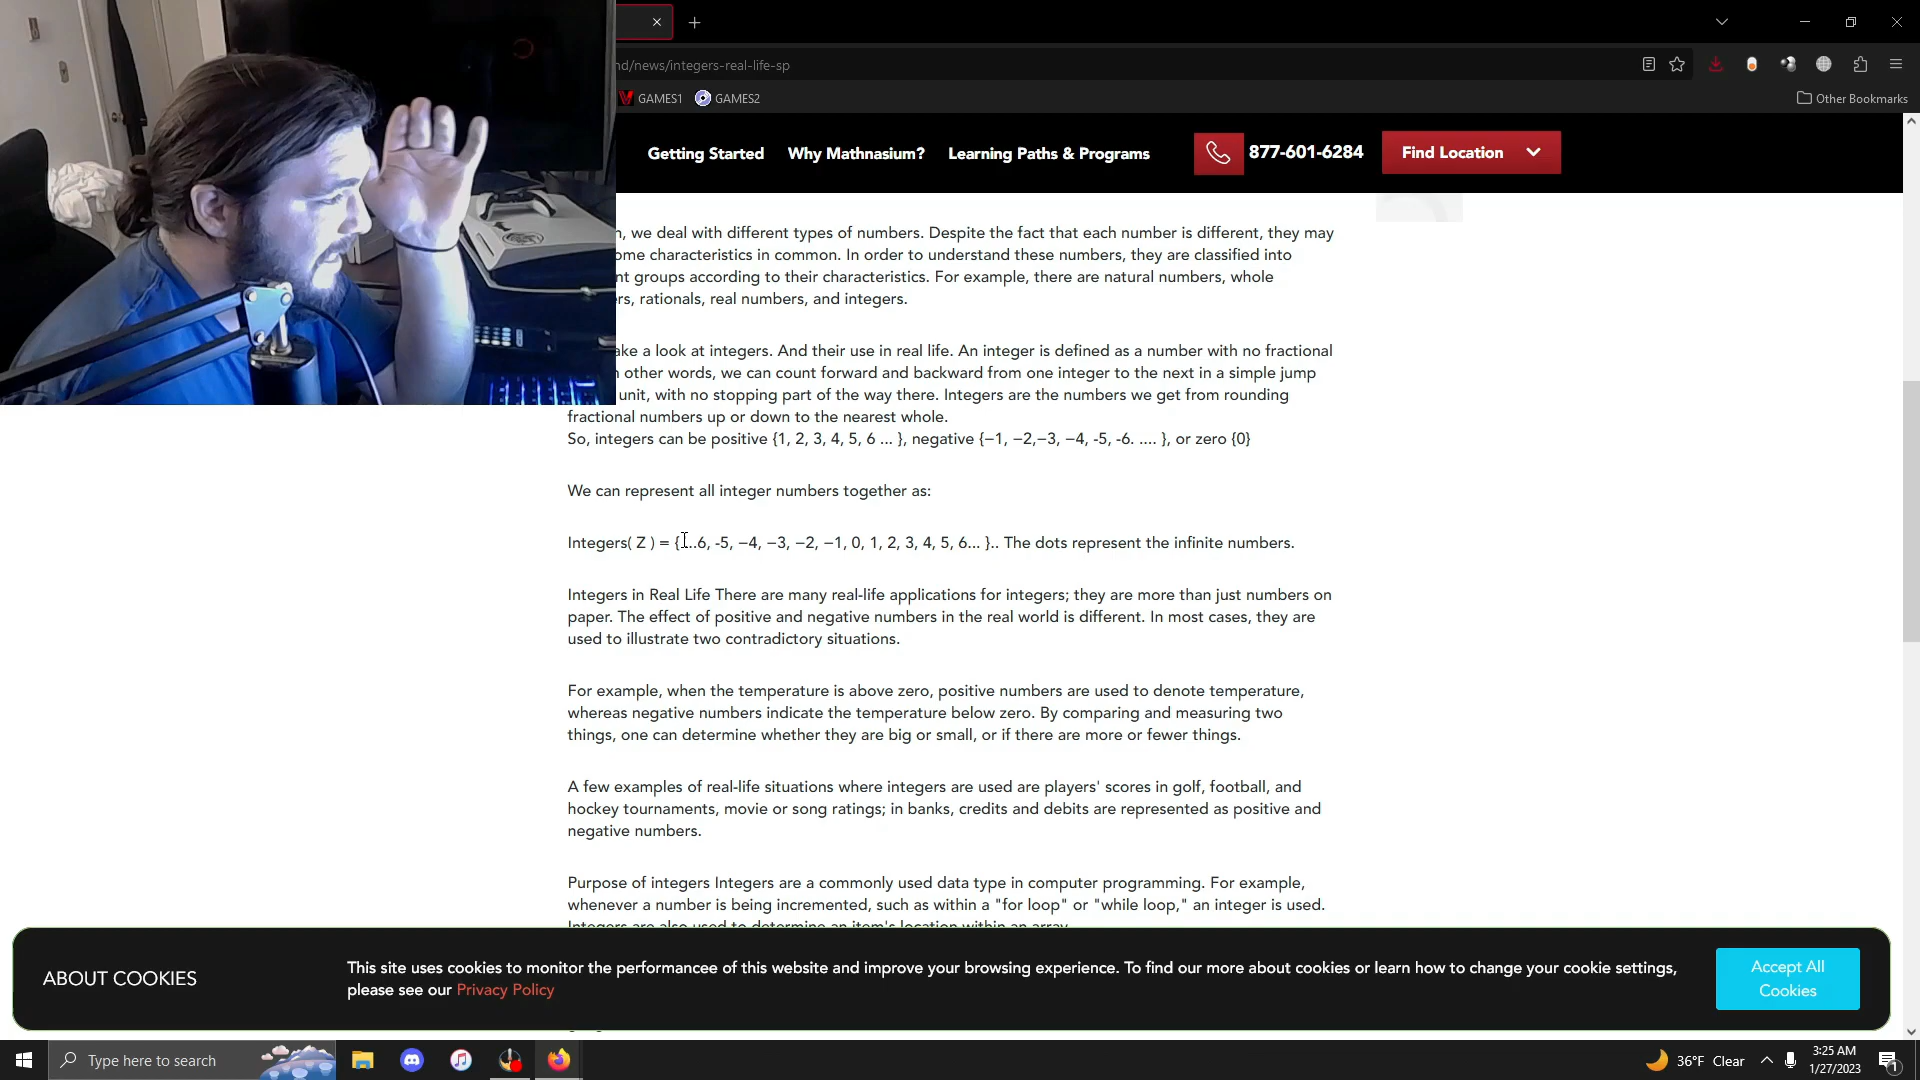 nd/news/integers-real-life-sp
GAMES1
GAMES2
Other Bookmarks
Getting Started
Why Mathnasium?
Learning Paths & Programs
877-601-6284
Find Location
we deal with different types of numbers. Despite the fact that each number is different, they may
ome characteristics in common. In order to understand these numbers, they are classified into
nt groups according to their characteristics. For example, there are natural numbers, whole
rs, rationals, real numbers, and integers.
ake a look at integers. And their use in real life. An integer is defined as a number with no fractional
other words, we can count forward and backward from one integer to the next in a simple jump
unit, with no stopping part of the way there. Integers are the numbers we get from rounding
fractional numbers up or down to the nearest whole.
So, integers can be positive {1, 2, 3, 4, 5, 6 ... }, negative {−1, −2,−3, −4, -5, -6. .... }, or zero {0}
We can represent all integer numbers together as:
Integers( Z ) = {....6, -5, −4, −3, −2, −1, 0, 1, 2, 3, 4, 5, 6... }.. The dots represent the infinite numbers.
Integers in Real Life There are many real-life applications for integers; they are more than just numbers on
paper. The effect of positive and negative numbers in the real world is different. In most cases, they are
used to illustrate two contradictory situations.
For example, when the temperature is above zero, positive numbers are used to denote temperature,
whereas negative numbers indicate the temperature below zero. By comparing and measuring two
things, one can determine whether they are big or small, or if there are more or fewer things.
A few examples of real-life situations where integers are used are players' scores in golf, football, and
hockey tournaments, movie or song ratings; in banks, credits and debits are represented as positive and
negative numbers.
Purpose of integers Integers are a commonly used data type in computer programming. For example,
whenever a number is being incremented, such as within a "for loop" or "while loop," an integer is used.
Integers are also used to determine an item's location within an array.
ABOUT COOKIES
This site uses cookies to monitor the performancee of this website and improve your browsing experience. To find our more about cookies or learn how to change your cookie settings,
please see our Privacy Policy
Accept All
Cookies
Type here to search
36°F Clear
3:25 AM
1/27/2023
1